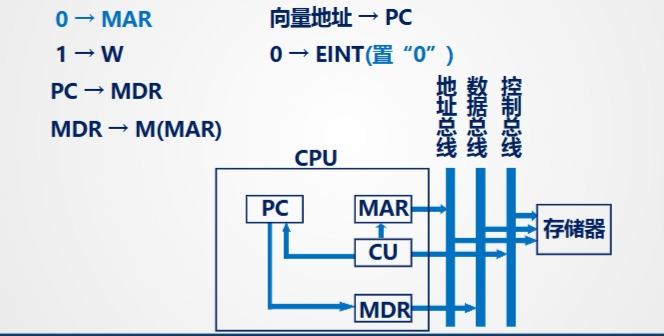 0 → MAR
1 → W
PC → MDR
MDR → M(MAR)
向量地址 → PC
0 → EINT(置“0”)
地址总线
数据总线
控制总线
CPU
PC
MAR
CU
MDR
存储器